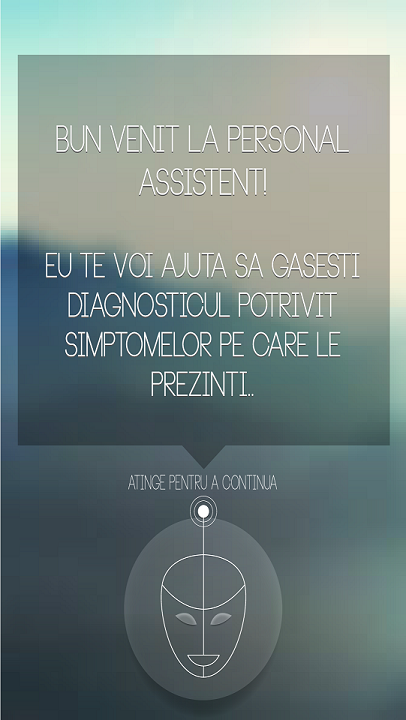 BUN VENIT LA PERSONAL
ASSISTENT!
EU TE VOI AJUTA SA GASESTI
DIAGNOSTICUL POTRIVIT
SIMPTOMELOR PE CARE LE
PREZINTI..
ATINGE PENTRU A CONTINUA